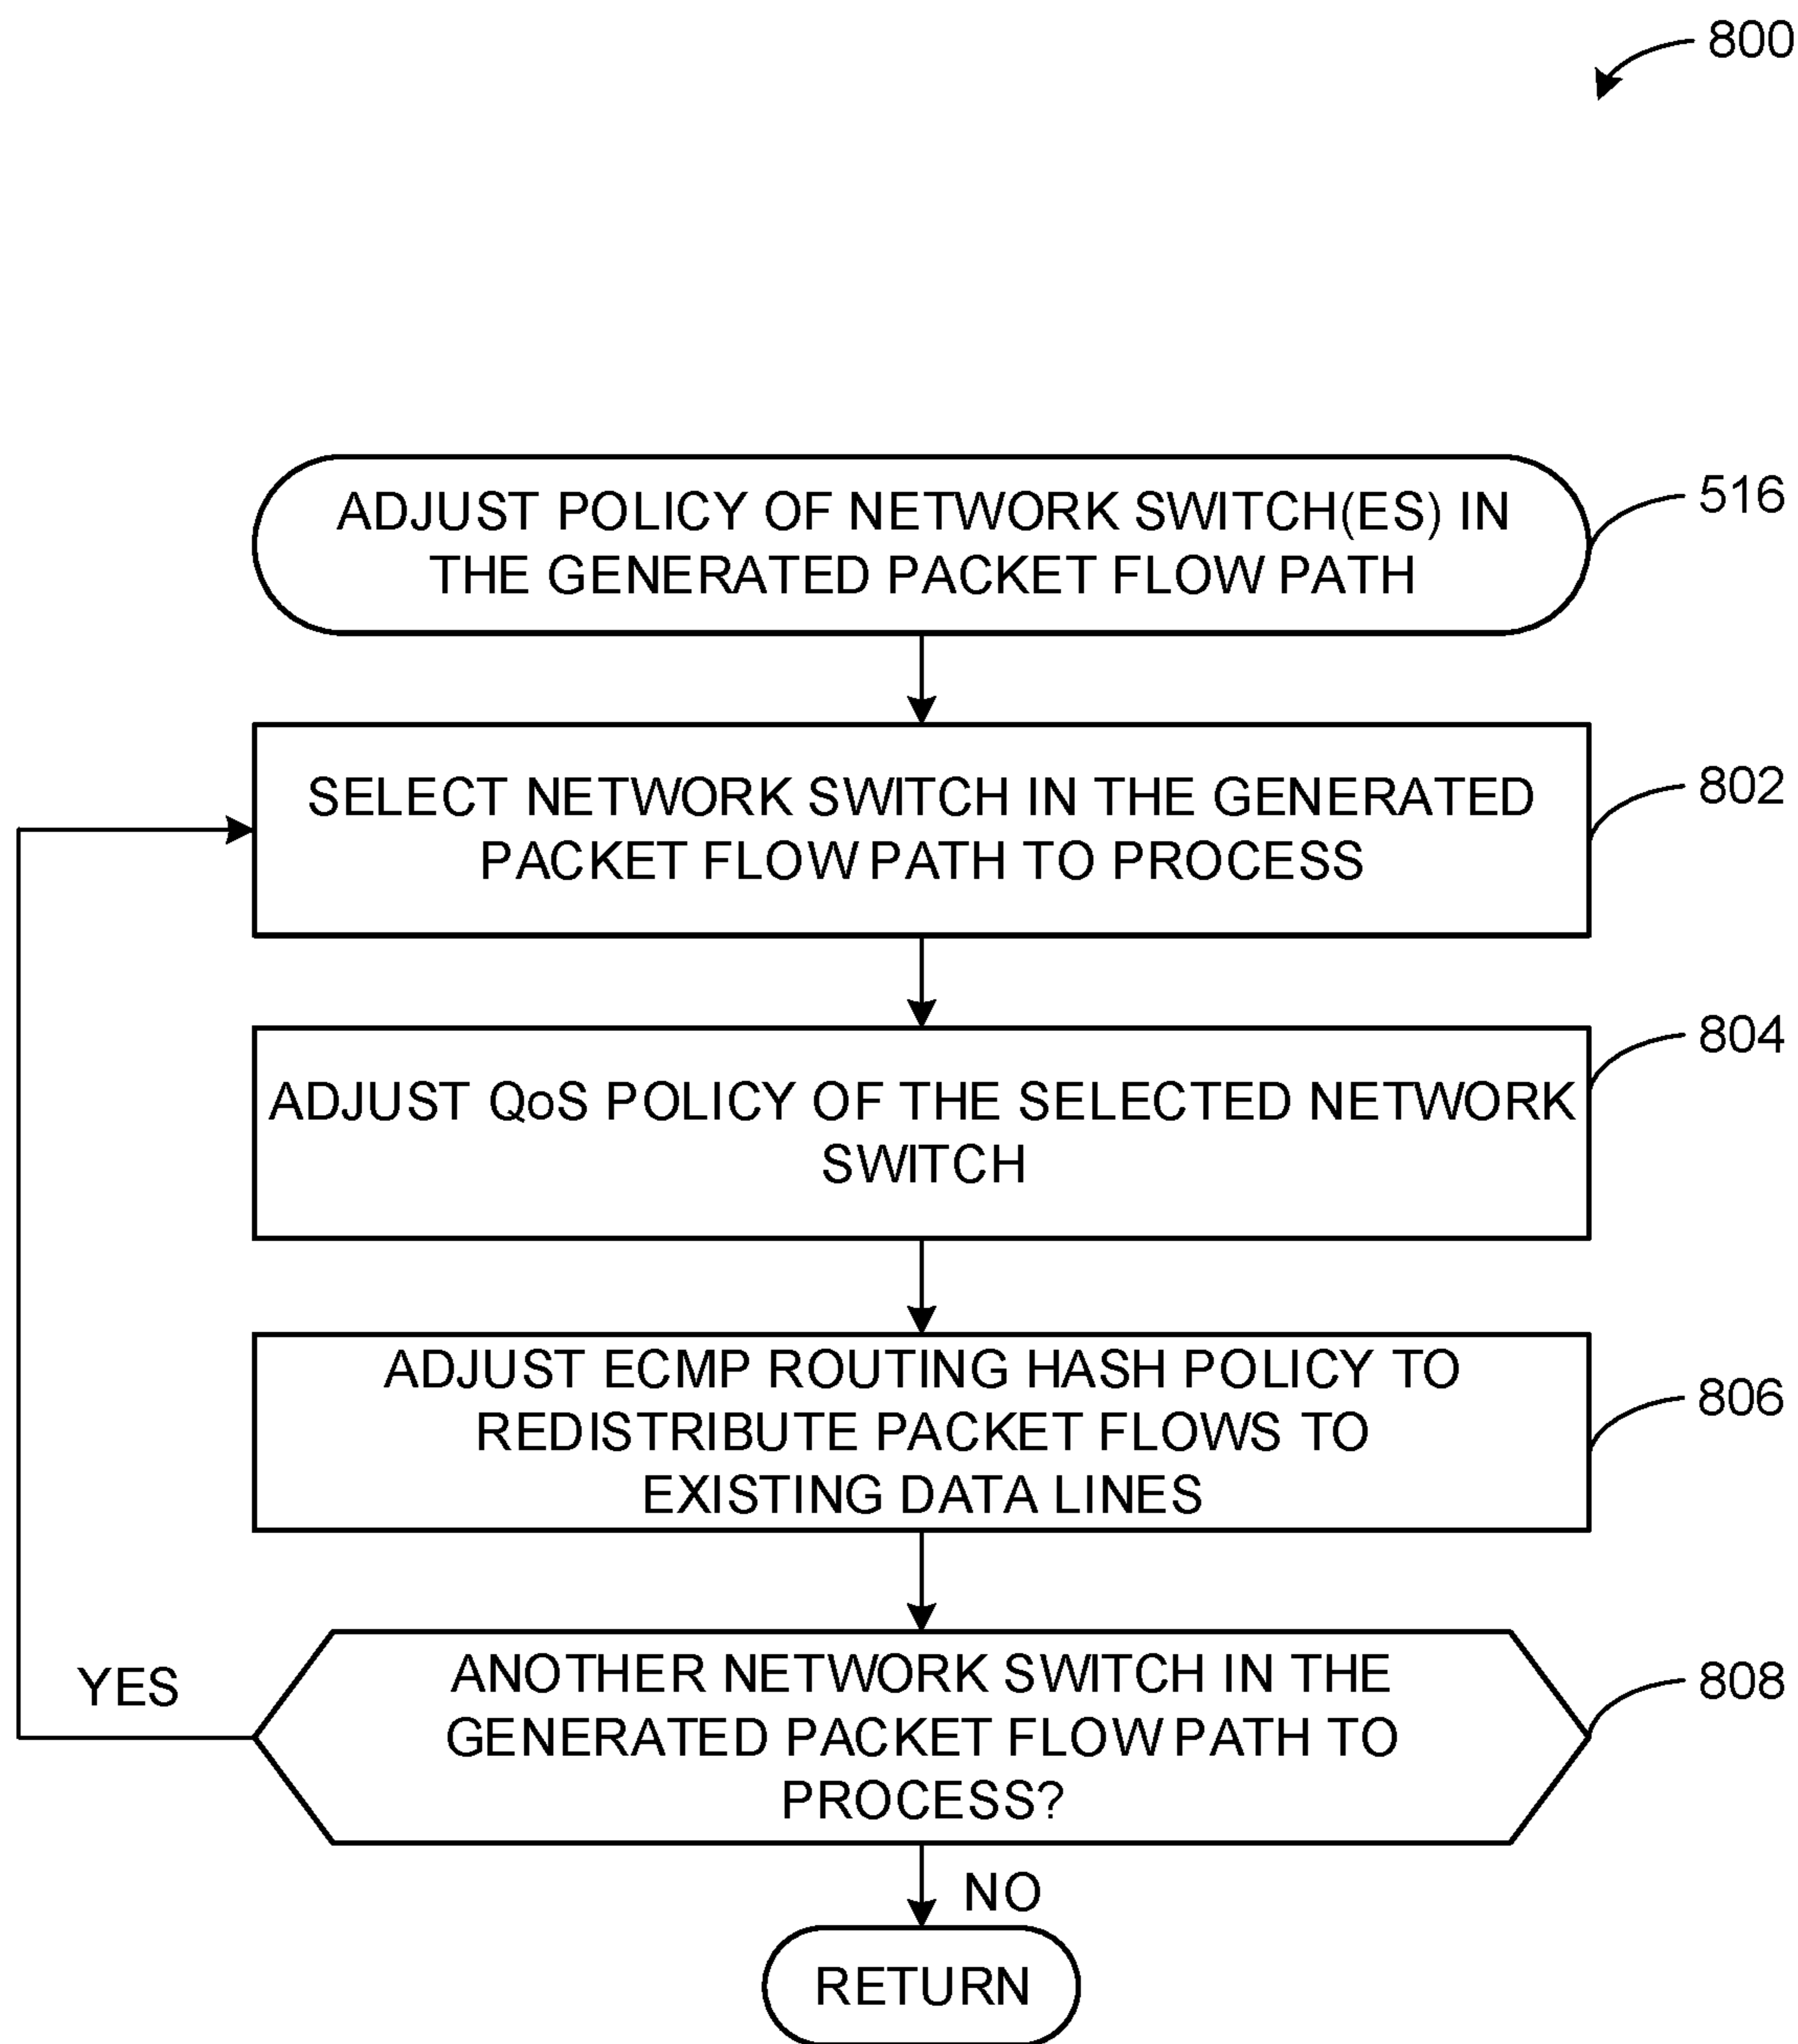 800
ADJUST POLICY OF NETWORK SWITCH(ES) IN
THE GENERATED PACKET FLOW PATH
516
SELECT NETWORK SWITCH IN THE GENERATED
PACKET FLOW PATH TO PROCESS
802
ADJUST QoS POLICY OF THE SELECTED NETWORK
SWITCH
804
ADJUST ECMP ROUTING HASH POLICY TO
REDISTRIBUTE PACKET FLOWS TO
EXISTING DATA LINES
806
ANOTHER NETWORK SWITCH IN THE
GENERATED PACKET FLOW PATH TO
PROCESS?
808
YES
NO
RETURN